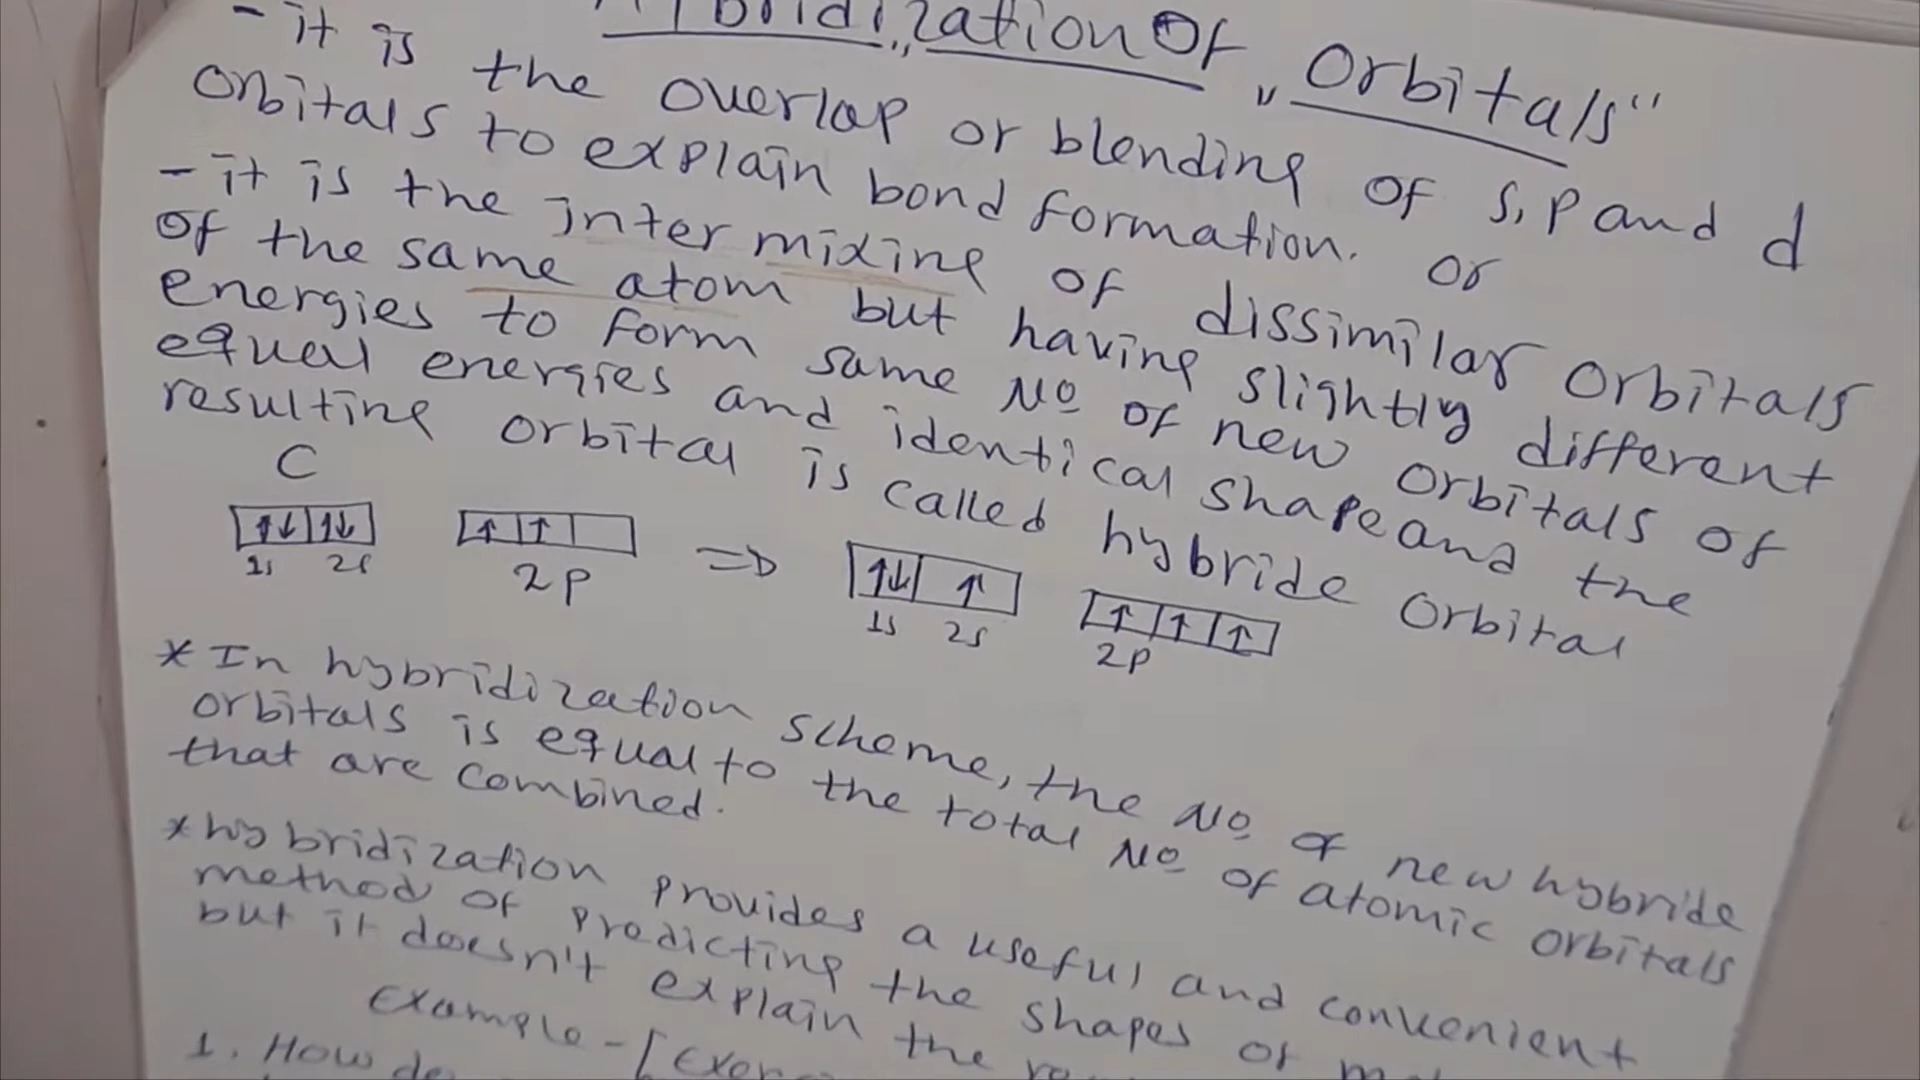 Hybridization Of "Orbitals"
- it is the overlap or blending of s, p and d
orbitals to explain bond formation. or
- it is the inter mixing of dissimilar orbitals
of the same atom but having slightly different
energies to form same No of new orbitals of
equal energies and identical shape and the
resulting orbital is called hybride orbital
C
↑↓ ↑↓ ↑ ↑ => ↑↓ ↑ ↑ ↑ ↑
1s 2s 2p 1s 2s 2p
* In hybridization scheme, the No of new hybride
orbitals is equal to the total No of atomic orbitals
that are combined.
* hybridization provides a useful and convenient
method of predicting the shapes of
but it doesn't explain the
Example - [
1. How do